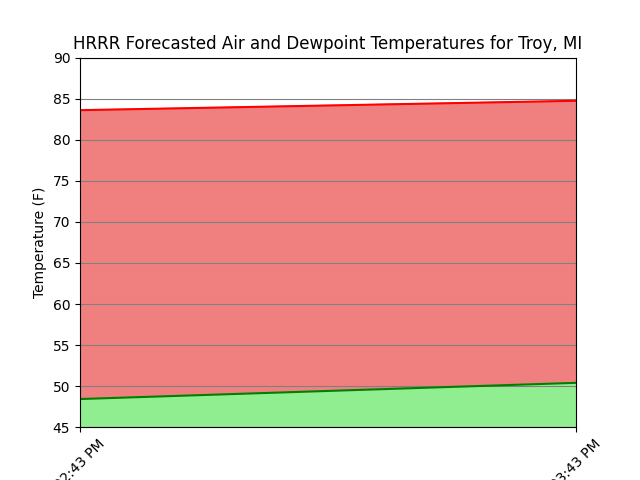 HRRR Forecasted Air and Dewpoint Temperatures for Troy, MI
90
85
80
75
70
65
60
55
50
45
Temperature (F)
2:43 PM
3:43 PM